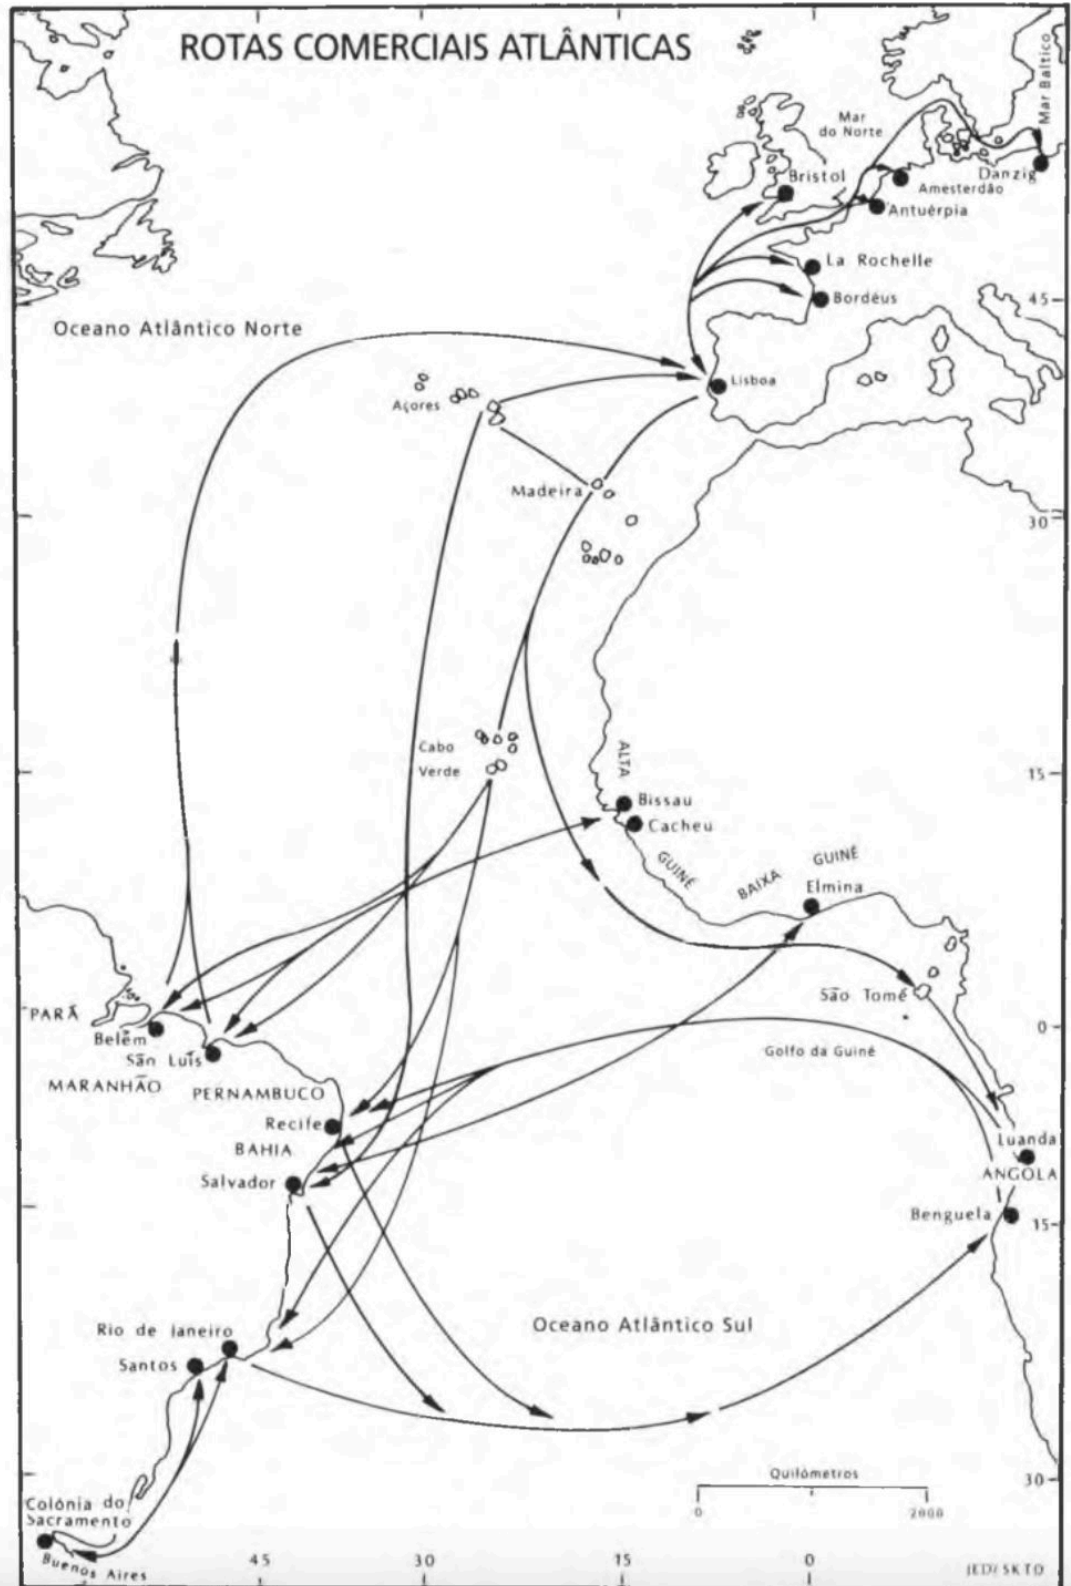 ROTAS COMERCIAIS ATLÂNTICAS
Mar Baltico
Mar
do Norte
Bristol
Danzig
Amesterdão
Antuérpia
La Rochelle
Bordéus
45
Oceano Atlântico Norte
Lisboa
Açores
Madeira
30
Cabo
Verde
ALTA
15
Bissau
Cacheu
GUINÉ
BAIXA
GUINÉ
Elmina
São Tomé
PARÁ
Belém
São Luís
MARANHÃO
0
Golfo da Guiné
PERNAMBUCO
Recife
BAHIA
Salvador
Luanda
ANGOLA
Benguela
15
Oceano Atlântico Sul
Rio de Janeiro
Santos
Quilómetros
0
2000
30
Colónia do
Sacramento
Buenos Aires
45
30
15
0
JED/SKTD